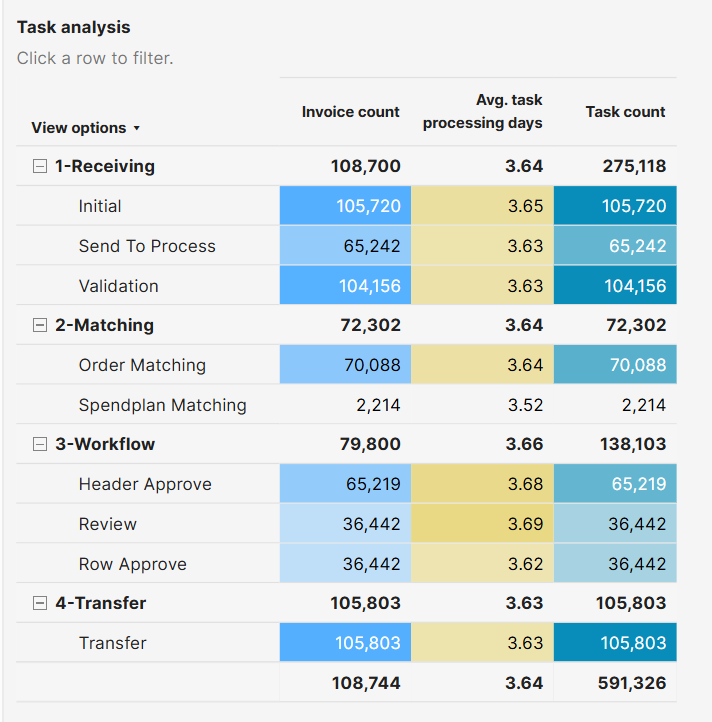 Task analysis
Click a row to filter.
View options Invoice count Avg. task processing days Task count
1-Receiving 108,700 3.64 275,118
Initial 105,720 3.65 105,720
Send To Process 65,242 3.63 65,242
Validation 104,156 3.63 104,156
2-Matching 72,302 3.64 72,302
Order Matching 70,088 3.64 70,088
Spendplan Matching 2,214 3.52 2,214
3-Workflow 79,800 3.66 138,103
Header Approve 65,219 3.68 65,219
Review 36,442 3.69 36,442
Row Approve 36,442 3.62 36,442
4-Transfer 105,803 3.63 105,803
Transfer 105,803 3.63 105,803
108,744 3.64 591,326